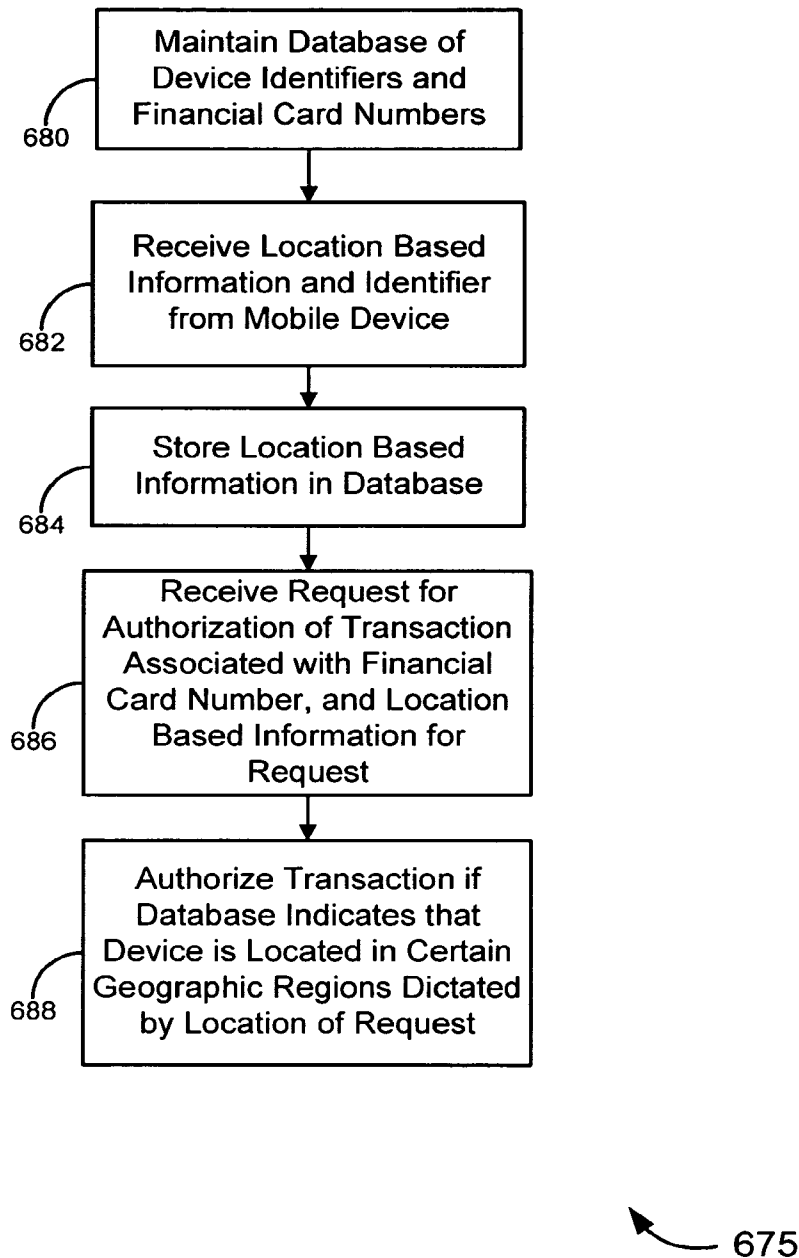 Maintain Database of
Device Identifiers and
Financial Card Numbers
680
Receive Location Based
Information and Identifier
from Mobile Device
682
Store Location Based
Information in Database
684
Receive Request for
Authorization of Transaction
Associated with Financial
Card Number, and Location
Based Information for
Request
686
Authorize Transaction if
Database Indicates that
Device is Located in Certain
Geographic Regions Dictated
by Location of Request
688
675